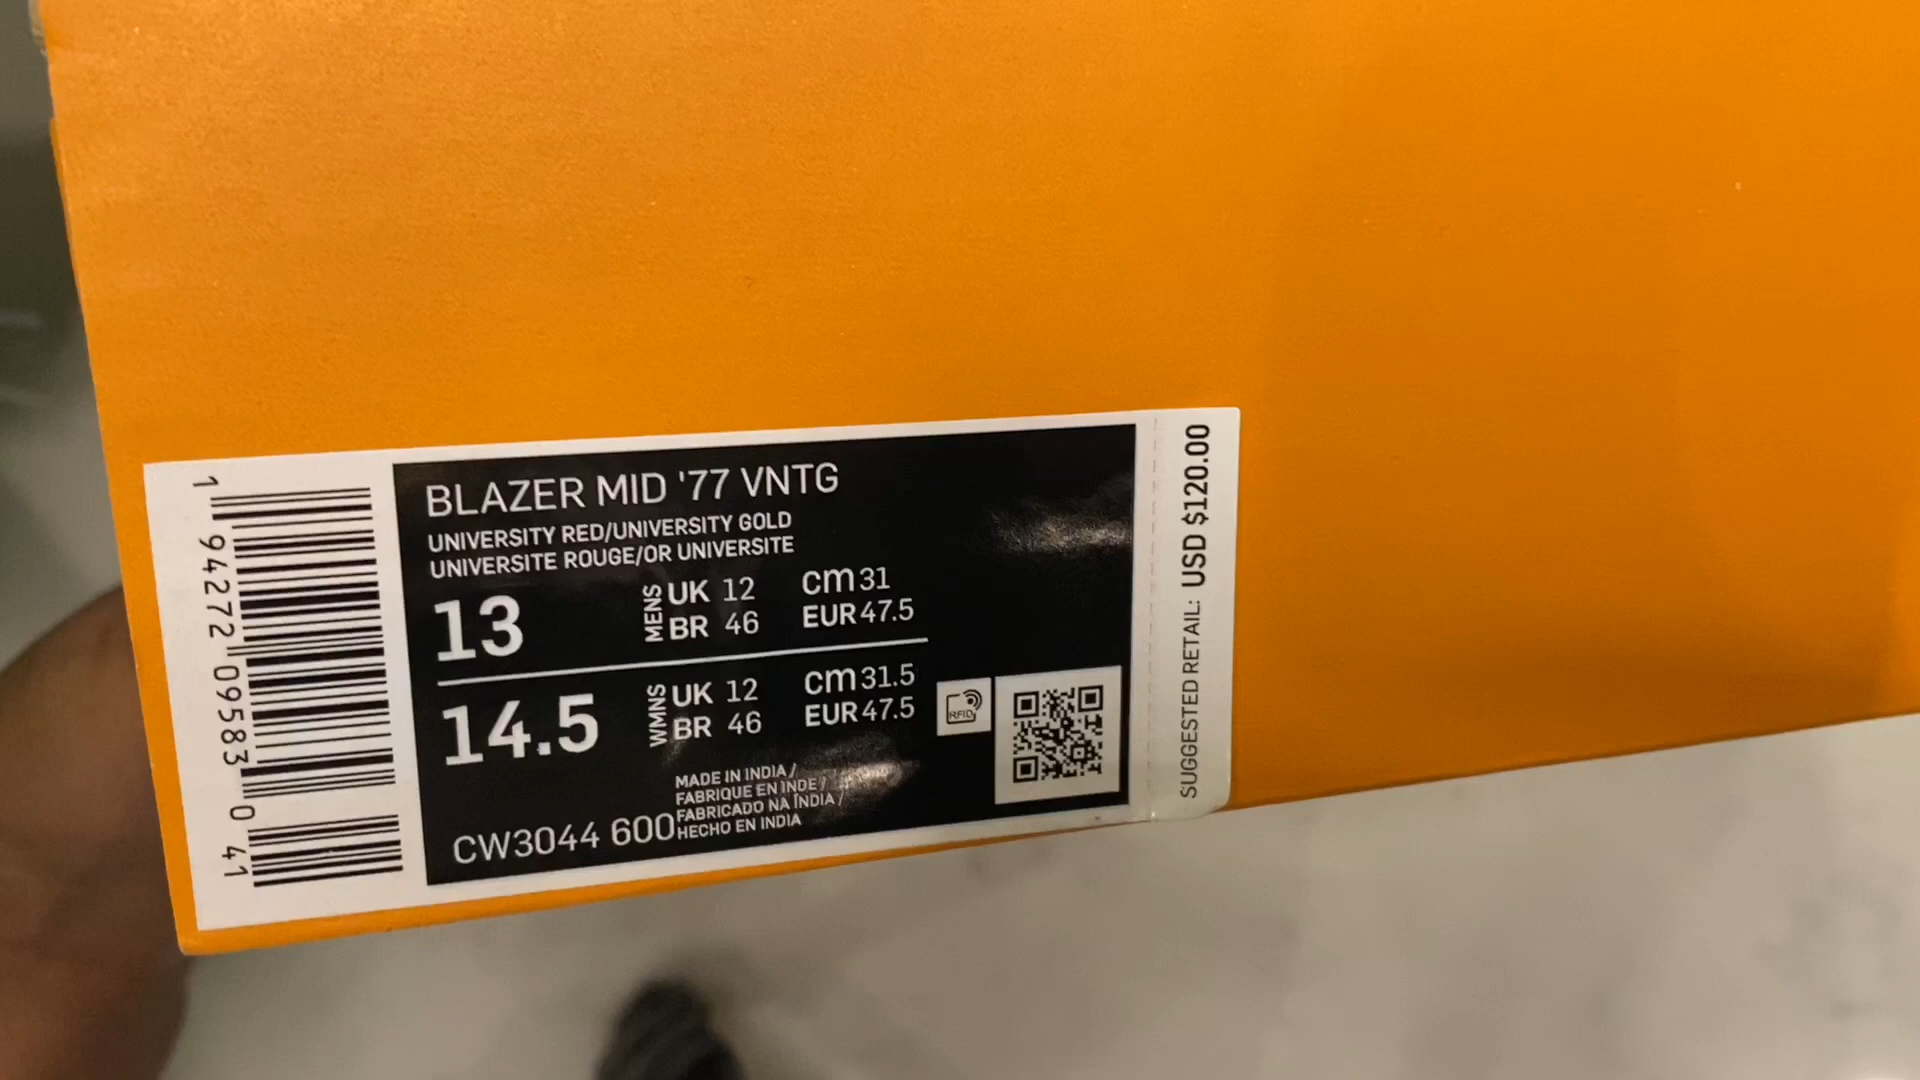 BLAZER MID '77 VNTG
UNIVERSITY RED/UNIVERSITY GOLD
UNIVERSITE ROUGE/OR UNIVERSITE
13 MENS UK 12 cm 31
BR 46 EUR 47.5
14.5 WMNS UK 12 cm 31.5
BR 46 EUR 47.5
RFID
MADE IN INDIA /
FABRIQUE EN INDE /
FABRICADO NA ÍNDIA /
HECHO EN INDIA
CW3044 600
1 94272 09583 0 41
SUGGESTED RETAIL: USD $120.00